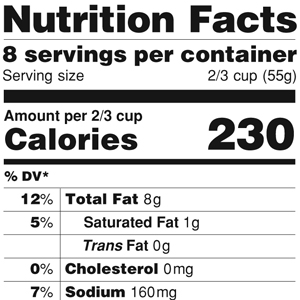 Nutrition Facts
8 servings per container
Serving size 2/3 cup (55g)
Amount per 2/3 cup
Calories 230
% DV*
12% Total Fat 8g
5% Saturated Fat 1g
Trans Fat 0g
0% Cholesterol 0mg
7% Sodium 160mg